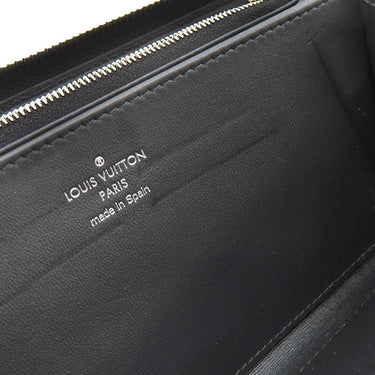 ®
LOUIS VUITTON
PARIS
made in Spain